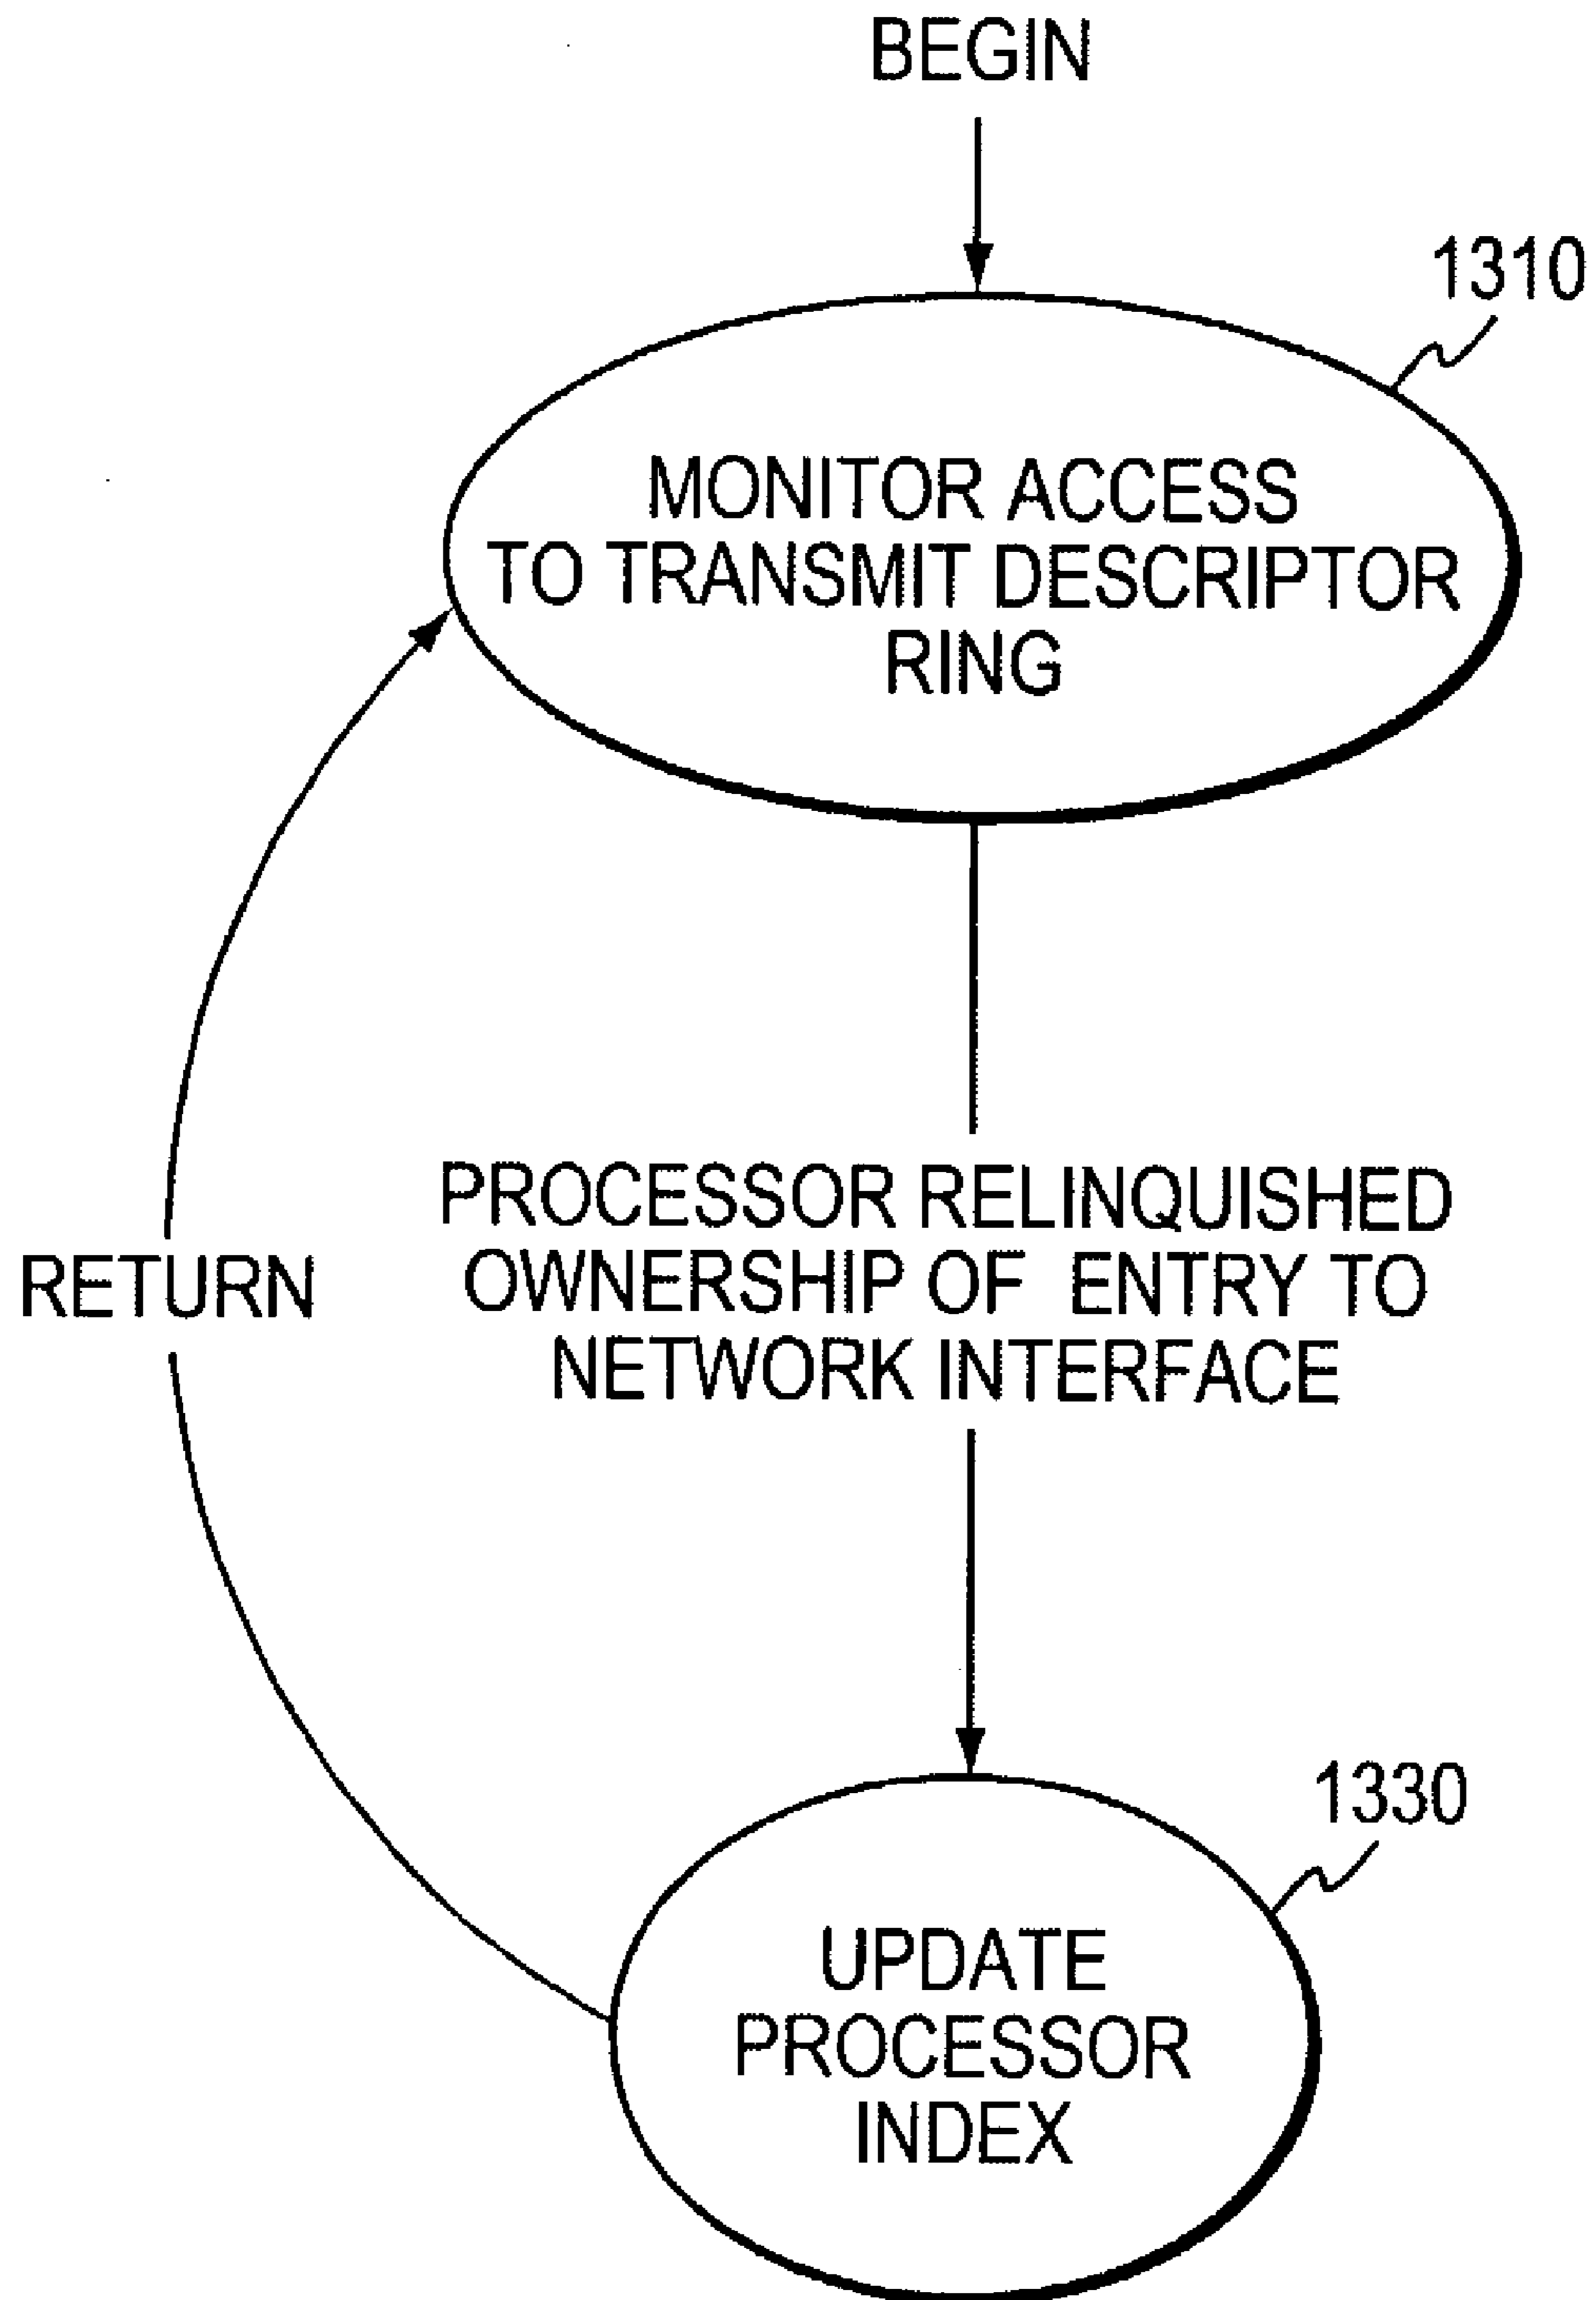 BEGIN
1310
MONITOR ACCESS
TO TRANSMIT DESCRIPTOR
RING
PROCESSOR RELINQUISHED
OWNERSHIP OF ENTRY TO
NETWORK INTERFACE
RETURN
1330
UPDATE
PROCESSOR
INDEX